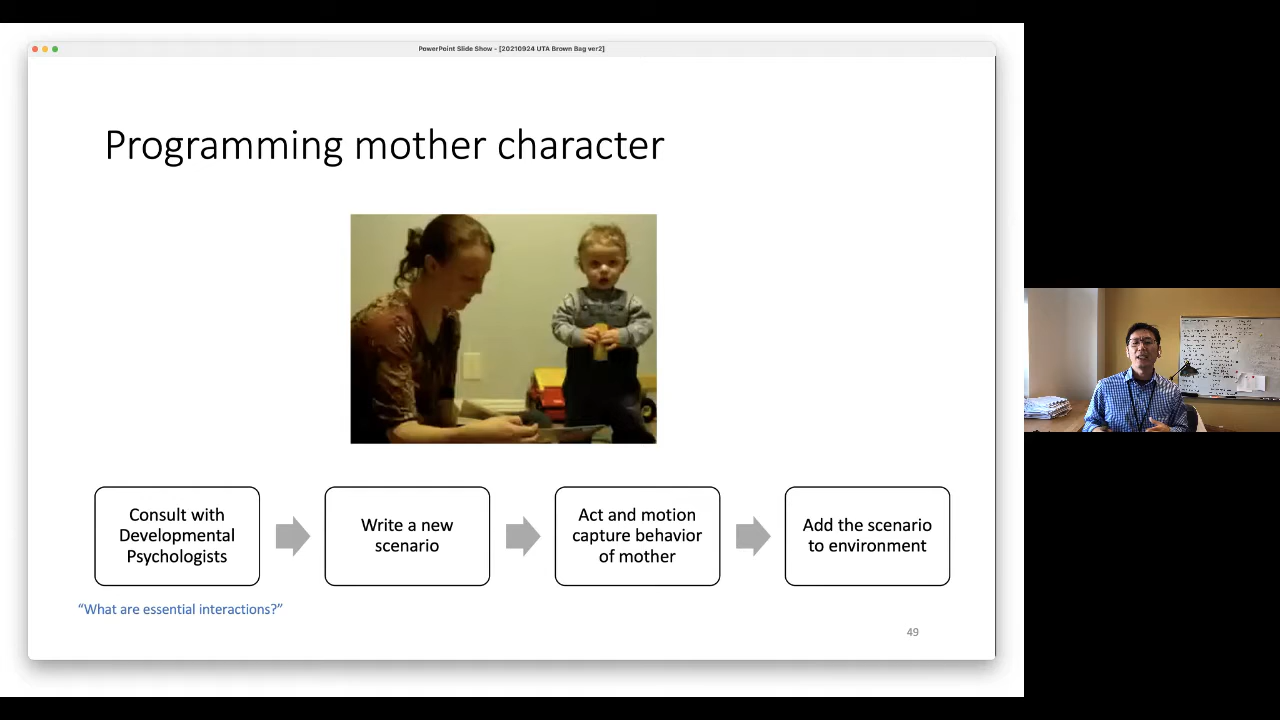 PowerPoint Slide Show - [20210924 UTA Brown Bag ver2]
Programming mother character
Consult with
Developmental
Psychologists
Write a new
scenario
Act and motion
capture behavior
of mother
Add the scenario
to environment
“What are essential interactions?”
49